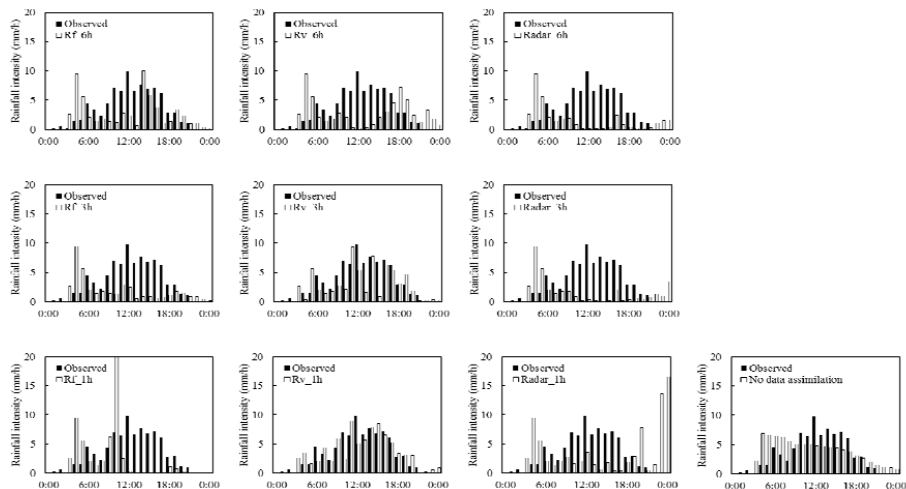 20 Observed
Rf_6h
15
10
5
0
0:00 6:00 12:00 18:00 0:00
Rainfall intensity (mm/h)
20 Observed
Rv_6h
15
10
5
0
0:00 6:00 12:00 18:00 0:00
Rainfall intensity (mm/h)
20 Observed
Radar_6h
15
10
5
0
0:00 6:00 12:00 18:00 0:00
Rainfall intensity (mm/h)
20 Observed
Rf_3h
15
10
5
0
0:00 6:00 12:00 18:00 0:00
Rainfall intensity (mm/h)
20 Observed
Rv_3h
15
10
5
0
0:00 6:00 12:00 18:00 0:00
Rainfall intensity (mm/h)
20 Observed
Radar_3h
15
10
5
0
0:00 6:00 12:00 18:00 0:00
Rainfall intensity (mm/h)
20 Observed
Rf_1h
15
10
5
0
0:00 6:00 12:00 18:00 0:00
Rainfall intensity (mm/h)
20 Observed
Rv_1h
15
10
5
0
0:00 6:00 12:00 18:00 0:00
Rainfall intensity (mm/h)
20 Observed
Radar_1h
15
10
5
0
0:00 6:00 12:00 18:00 0:00
Rainfall intensity (mm/h)
20 Observed
No data assimilation
15
10
5
0
0:00 6:00 12:00 18:00 0:00
Rainfall intensity (mm/h)